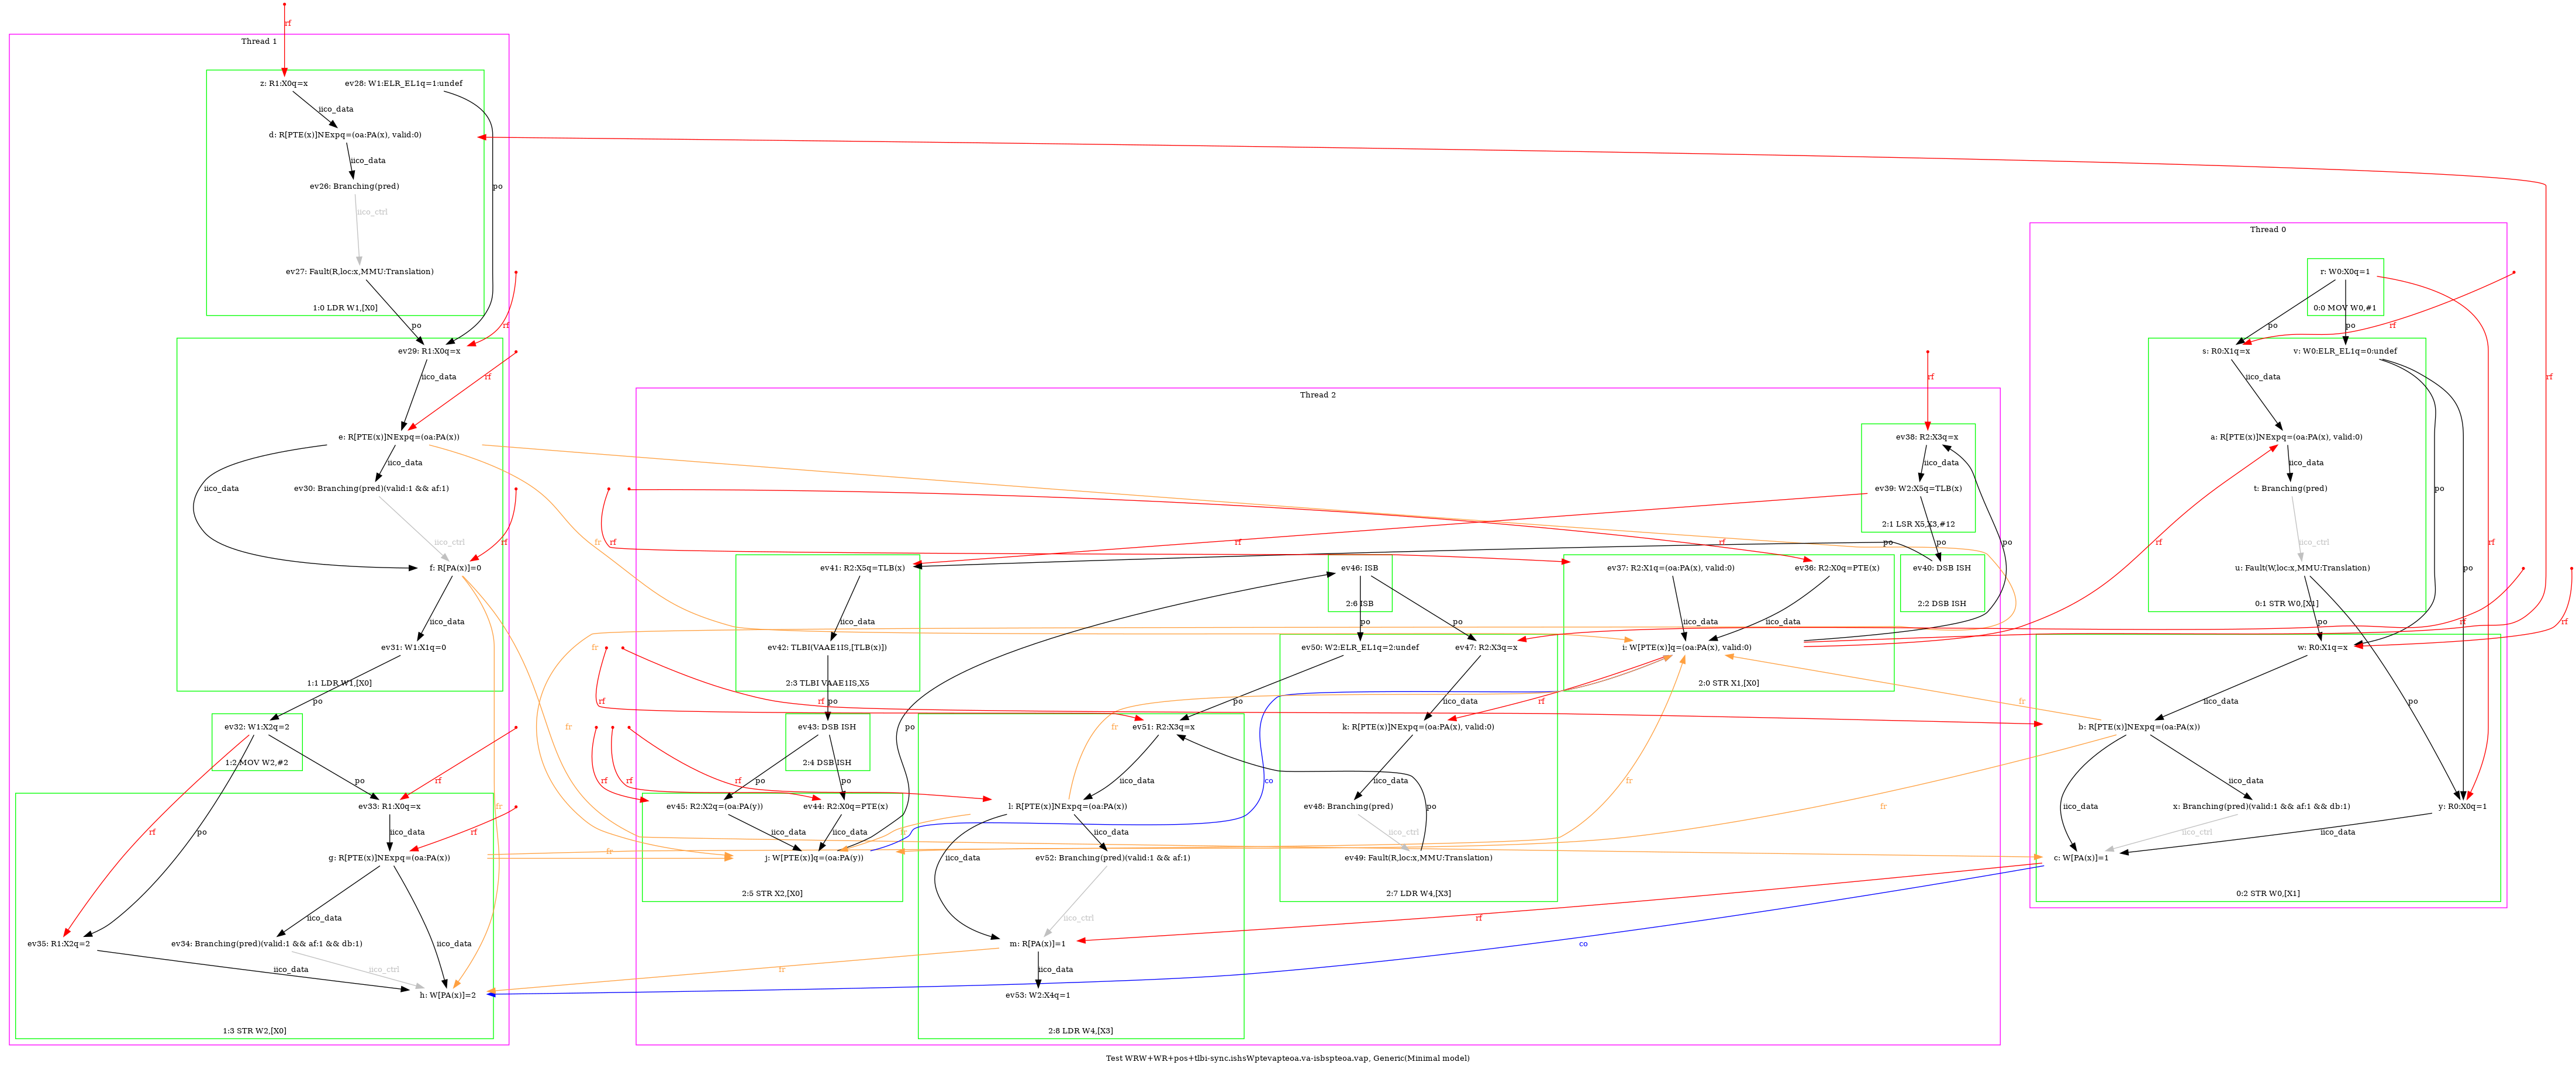 rf
Thread 1
z: R1:X0q=x
ev28: W1:ELR_EL1q=1:undef
iico_data
d: R[PTE(x)]NExpq=(oa:PA(x), valid:0)
iico_data
ev26: Branching(pred)
po
iico_ctrl
ev27: Fault(R,loc:x,MMU:Translation)
1:0 LDR W1,[X0]
po
rf
ev29: R1:X0q=x
iico_data
rf
e: R[PTE(x)]NExpq=(oa:PA(x))
iico_data
iico_data
ev30: Branching(pred)(valid:1 && af:1)
iico_ctrl
rf
fr
f: R[PA(x)]=0
iico_data
ev31: W1:X1q=0
1:1 LDR W1,[X0]
po
ev32: W1:X2q=2
1:2 MOV W2,#2
po
rf
ev33: R1:X0q=x
fr
rf
po
iico_data
rf
g: R[PTE(x)]NExpq=(oa:PA(x))
fr
iico_data
iico_data
ev35: R1:X2q=2
ev34: Branching(pred)(valid:1 && af:1 && db:1)
iico_data
iico_ctrl
h: W[PA(x)]=2
1:3 STR W2,[X0]
Thread 2
rf
ev38: R2:X3q=x
iico_data
ev39: W2:X5q=TLB(x)
2:1 LSR X5,X3,#12
rf
rf
rf
po
po
po
ev41: R2:X5q=TLB(x)
iico_data
ev42: TLBI(VAAE1IS,[TLB(x)])
2:3 TLBI VAAE1IS,X5
ev46: ISB
2:6 ISB
ev37: R2:X1q=(oa:PA(x), valid:0)
ev36: R2:X0q=PTE(x)
iico_data
iico_data
i: W[PTE(x)]q=(oa:PA(x), valid:0)
2:0 STR X1,[X0]
ev40: DSB ISH
2:2 DSB ISH
po
po
po
fr
fr
rf
rf
po
ev43: DSB ISH
2:4 DSB ISH
po
po
rf
rf
rf
ev45: R2:X2q=(oa:PA(y))
ev44: R2:X0q=PTE(x)
iico_data
iico_data
j: W[PTE(x)]q=(oa:PA(y))
2:5 STR X2,[X0]
po
co
fr
fr
fr
ev50: W2:ELR_EL1q=2:undef
ev47: R2:X3q=x
iico_data
rf
k: R[PTE(x)]NExpq=(oa:PA(x), valid:0)
iico_data
ev48: Branching(pred)
iico_ctrl
ev49: Fault(R,loc:x,MMU:Translation)
2:7 LDR W4,[X3]
po
po
ev51: R2:X3q=x
iico_data
l: R[PTE(x)]NExpq=(oa:PA(x))
iico_data
iico_data
ev52: Branching(pred)(valid:1 && af:1)
iico_ctrl
m: R[PA(x)]=1
iico_data
ev53: W2:X4q=1
2:8 LDR W4,[X3]
fr
rf
co
Thread 0
r: W0:X0q=1
0:0 MOV W0,#1
po
po
rf
rf
s: R0:X1q=x
v: W0:ELR_EL1q=0:undef
iico_data
a: R[PTE(x)]NExpq=(oa:PA(x), valid:0)
iico_data
t: Branching(pred)
po
iico_ctrl
rf
rf
u: Fault(W,loc:x,MMU:Translation)
po
0:1 STR W0,[X1]
po
rf
rf
w: R0:X1q=x
iico_data
po
fr
b: R[PTE(x)]NExpq=(oa:PA(x))
iico_data
iico_data
fr
x: Branching(pred)(valid:1 && af:1 && db:1)
y: R0:X0q=1
iico_ctrl
iico_data
c: W[PA(x)]=1
0:2 STR W0,[X1]
Test WRW+WR+pos+tlbi-sync.ishsWptevapteoa.va-isbspteoa.vap, Generic(Minimal model)